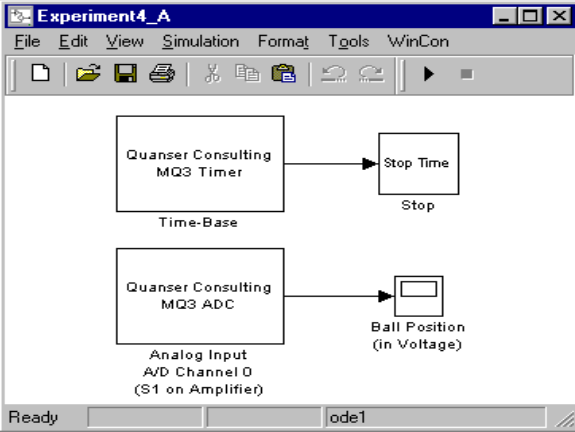 Experiment4_A
File Edit View Simulation Format Tools WinCon
Quanser Consulting
MQ3 Timer
Stop Time
Time-Base
Stop
Quanser Consulting
MQ3 ADC
Ball Position
(in Voltage)
Analog Input
A/D Channel 0
(S1 on Amplifier)
Ready ode1